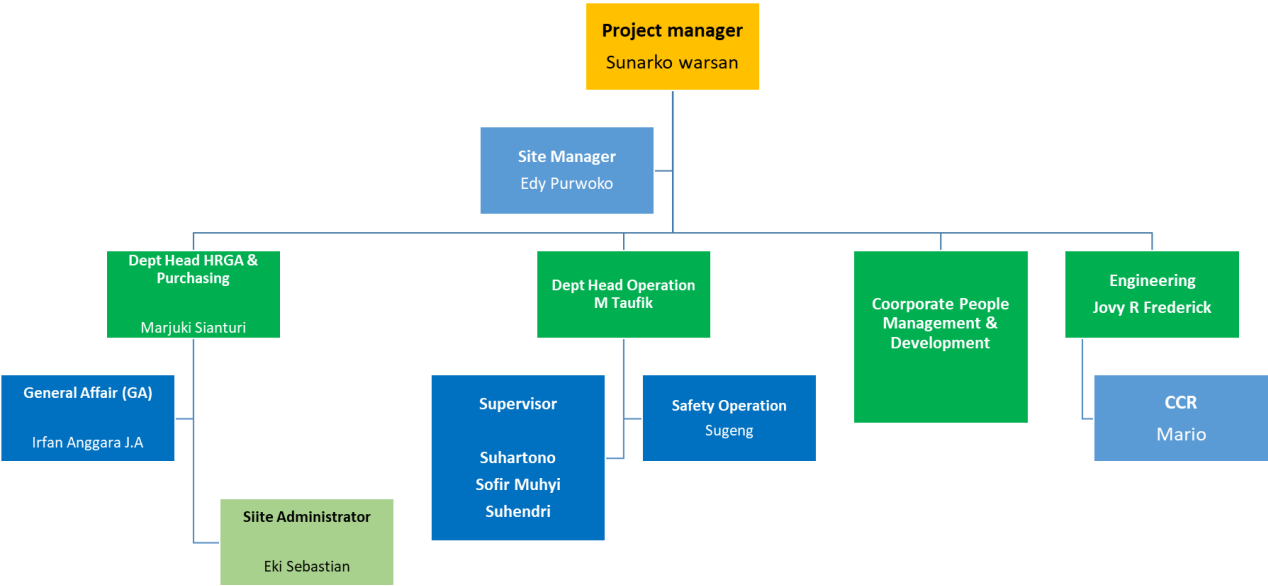 Project manager
Sunarko warsan
Site Manager
Edy Purwoko
Dept Head HRGA &
Purchasing
Marjuki Sianturi
Dept Head Operation
M Taufik
Coorporate People
Management &
Development
Engineering
Jovy R Frederick
General Affair (GA)
Irfan Anggara J.A
Supervisor
Suhartono
Sofir Muhyi
Suhendri
Safety Operation
Sugeng
CCR
Mario
Siite Administrator
Eki Sebastian